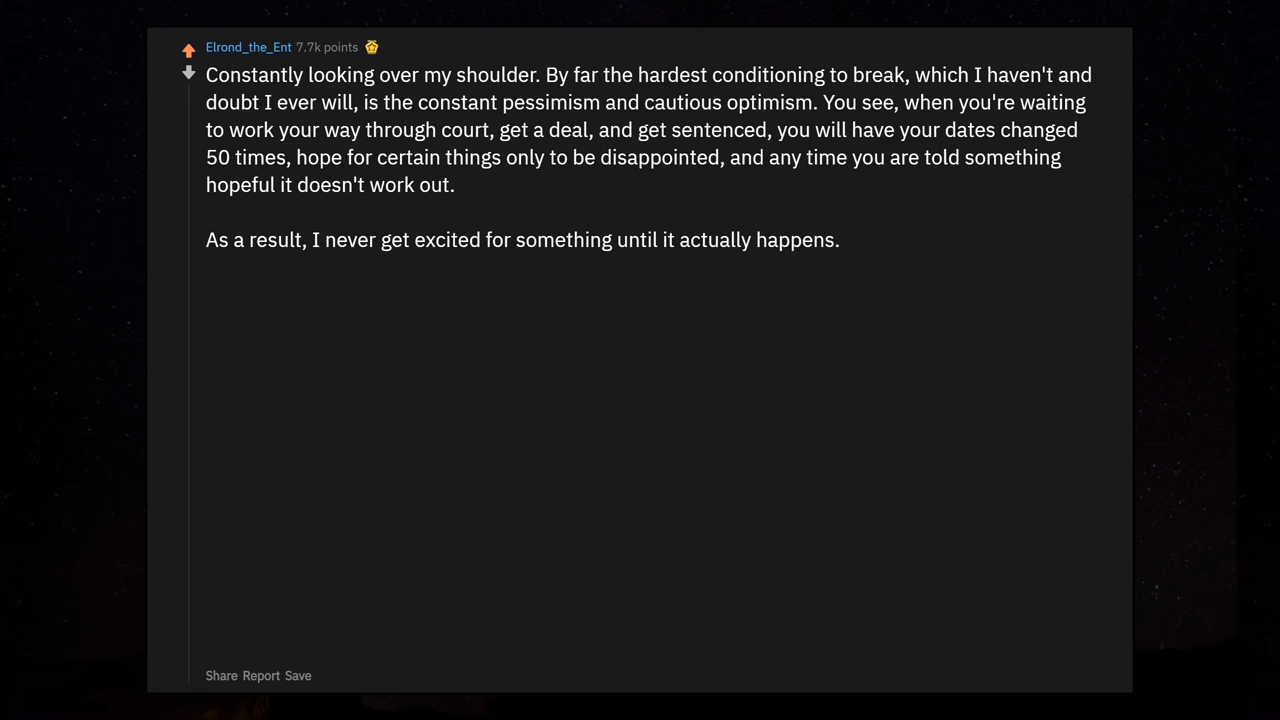 Elrond_the_Ent 7.7k points
Constantly looking over my shoulder. By far the hardest conditioning to break, which I haven't and
doubt I ever will, is the constant pessimism and cautious optimism. You see, when you're waiting
to work your way through court, get a deal, and get sentenced, you will have your dates changed
50 times, hope for certain things only to be disappointed, and any time you are told something
hopeful it doesn't work out.
As a result, I never get excited for something until it actually happens.
Share Report Save